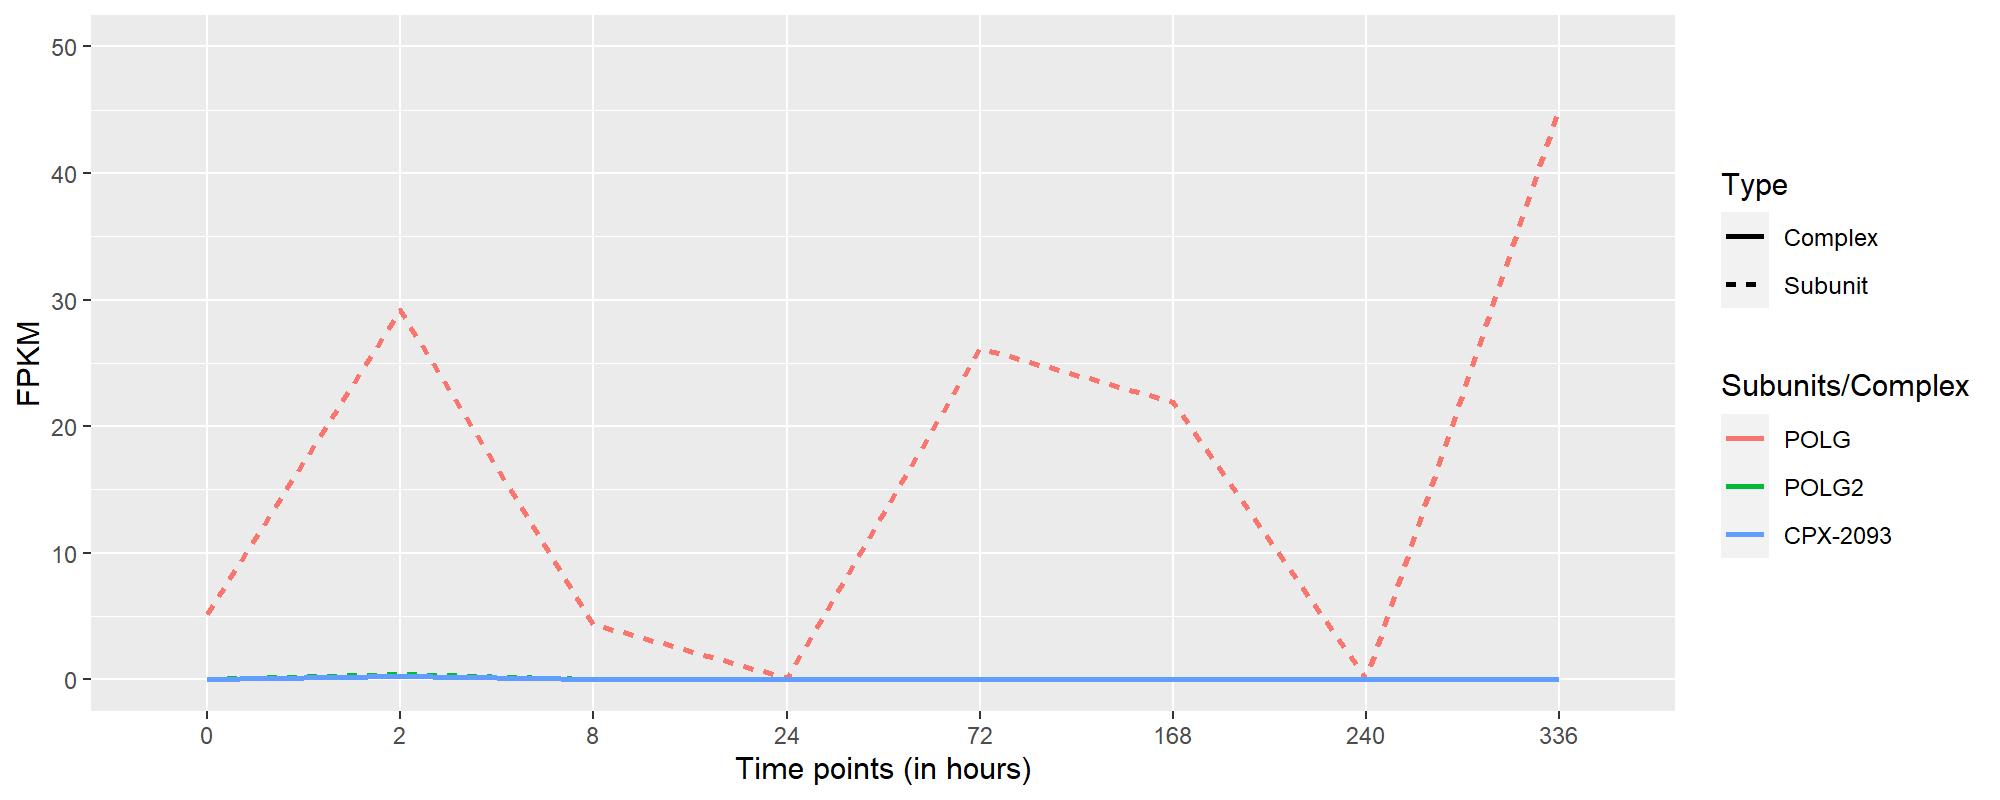 50
40
30
20
10
0
FPKM
0 2 8 24 72 168 240 336
Time points (in hours)
Type
Complex
Subunit
Subunits/Complex
POLG
POLG2
CPX-2093